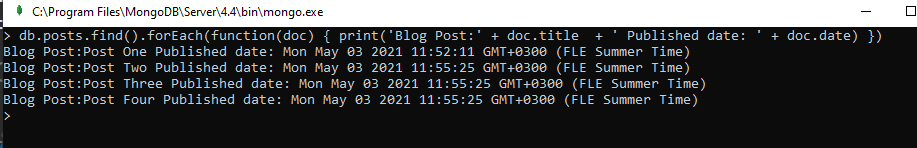 C:\Program Files\MongoDB\Server\4.4\bin\mongo.exe
> db.posts.find().forEach(function(doc) { print('Blog Post:' + doc.title  + ' Published date: ' + doc.date) })
Blog Post:Post One Published date: Mon May 03 2021 11:52:11 GMT+0300 (FLE Summer Time)
Blog Post:Post Two Published date: Mon May 03 2021 11:55:25 GMT+0300 (FLE Summer Time)
Blog Post:Post Three Published date: Mon May 03 2021 11:55:25 GMT+0300 (FLE Summer Time)
Blog Post:Post Four Published date: Mon May 03 2021 11:55:25 GMT+0300 (FLE Summer Time)
>